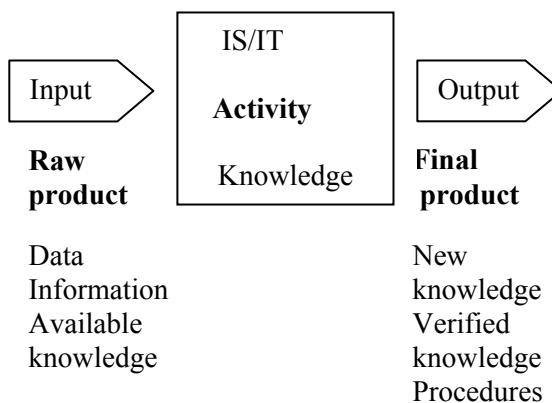 IS/IT
Input
Activity
Output
Knowledge
Raw
product
Final
product
Data
Information
Available
knowledge
New
knowledge
Verified
knowledge
Procedures